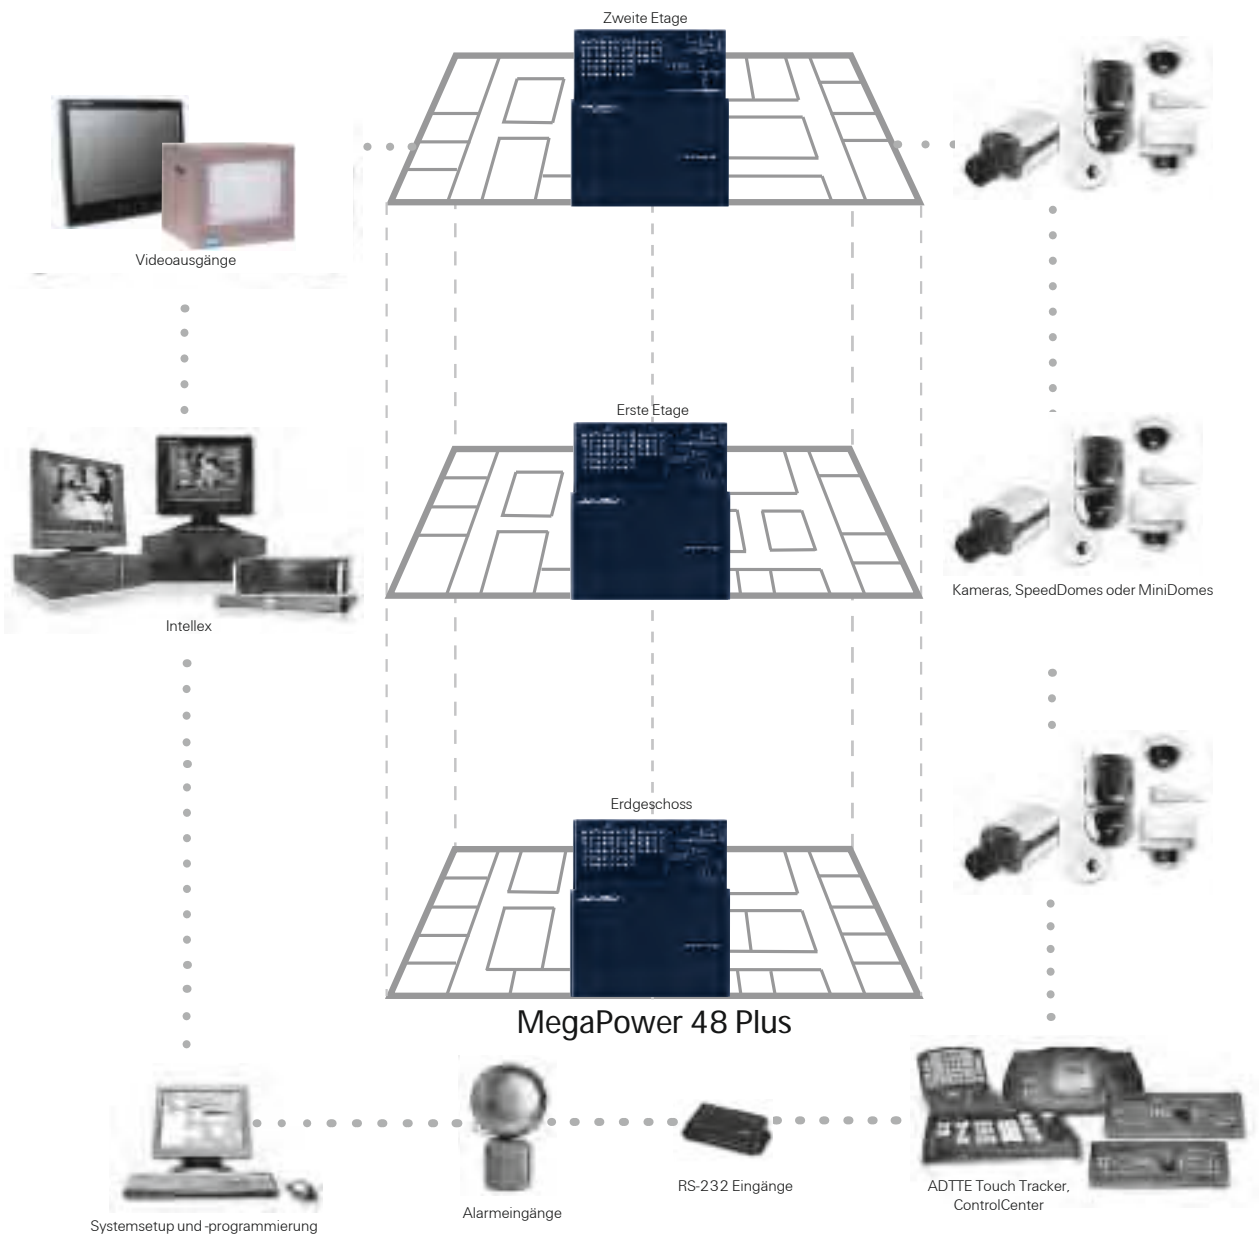 Zweite Etage
Videoausgänge
Erste Etage
Kameras, SpeedDomes oder MiniDomes
Intellex
Erdgeschoss
MegaPower 48 Plus
RS-232 Eingänge
ADTTE Touch Tracker,
ControlCenter
Alarmeingänge
Systemsetup und -programmierung